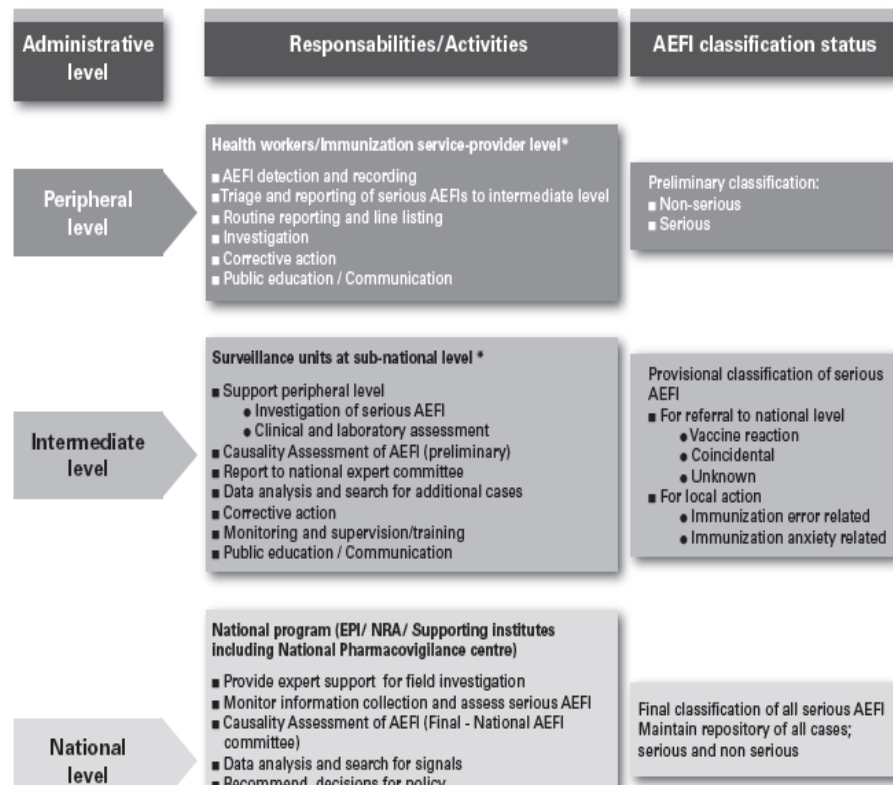 Administrative
level
Responsabilities/Activities
AEFI classification status
Peripheral
level
Health workers/Immunization service-provider level*
■ AEFI detection and recording
■ Triage and reporting of serious AEFIs to intermediate level
■ Routine reporting and line listing
■ Investigation
■ Corrective action
■ Public education / Communication
Preliminary classification:
■ Non-serious
■ Serious
Intermediate
level
Surveillance units at sub-national level *
■ Support peripheral level
● Investigation of serious AEFI
● Clinical and laboratory assessment
■ Causality Assessment of AEFI (preliminary)
■ Report to national expert committee
■ Data analysis and search for additional cases
■ Corrective action
■ Monitoring and supervision/training
■ Public education / Communication
Provisional classification of serious
AEFI
■ For referral to national level
● Vaccine reaction
● Coincidental
● Unknown
■ For local action
● Immunization error related
● Immunization anxiety related
National
level
National program (EPI/ NRA/ Supporting institutes
including National Pharmacovigilance centre)
■ Provide expert support for field investigation
■ Monitor information collection and assess serious AEFI
■ Causality Assessment of AEFI (Final - National AEFI
committee)
■ Data analysis and search for signals
■ Recommend decisions for policy
Final classification of all serious AEFI
Maintain repository of all cases;
serious and non serious